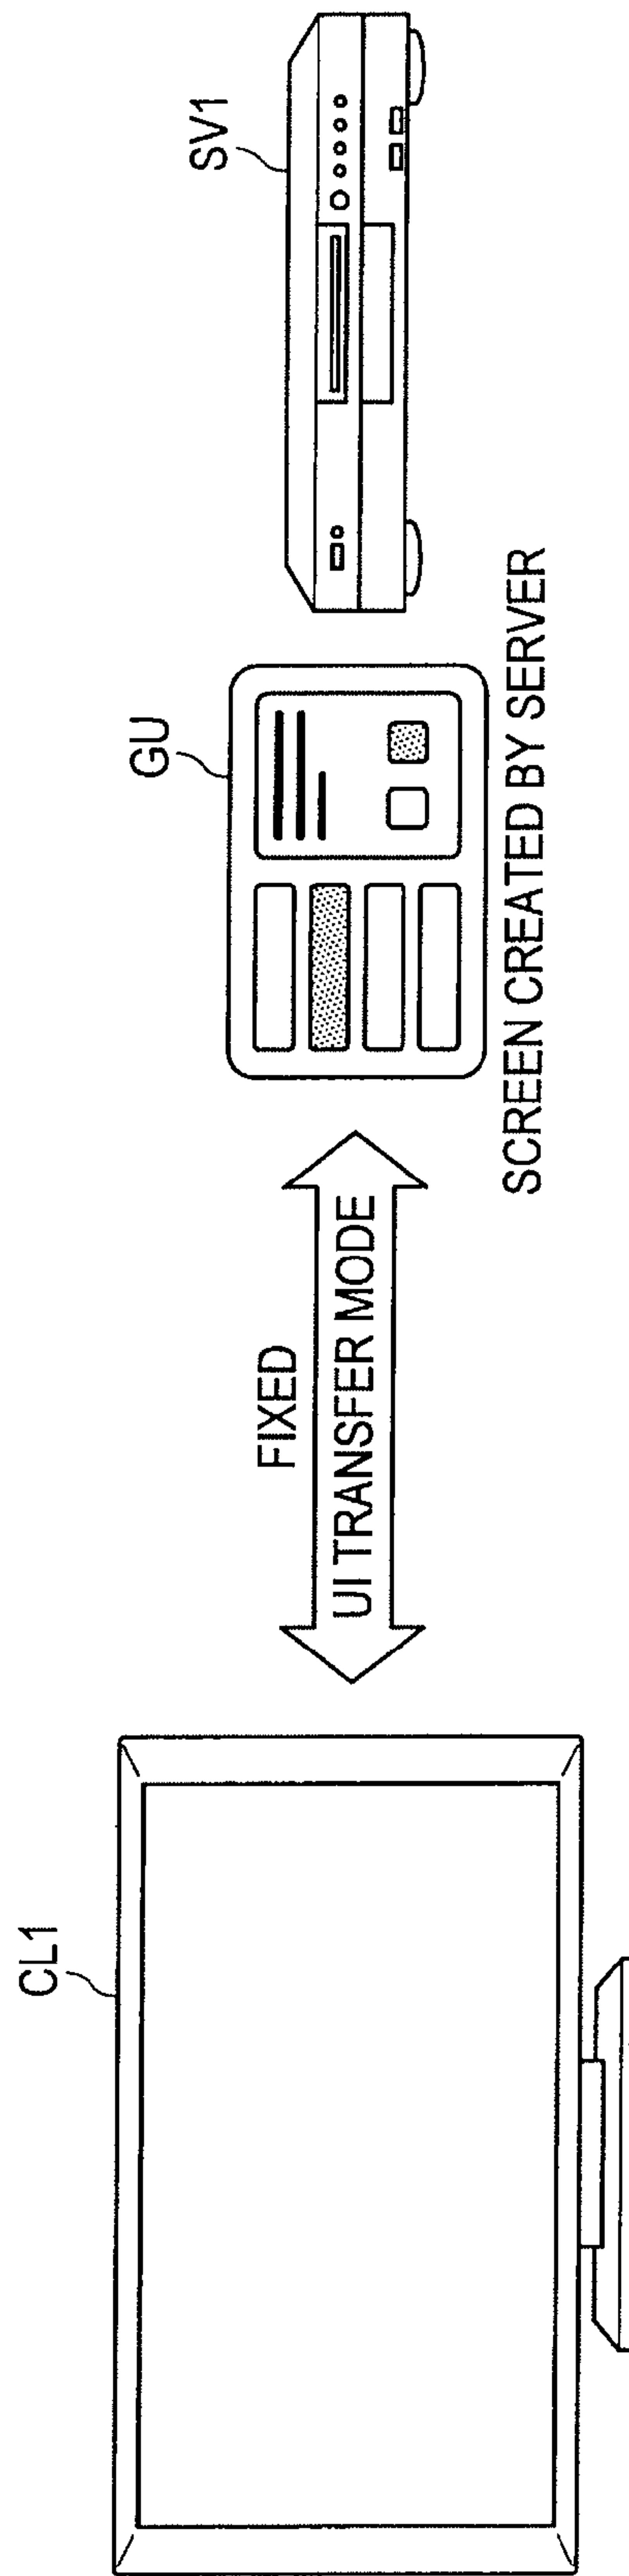 CL1
FIXED
UI TRANSFER MODE
GU
SCREEN CREATED BY SERVER
SV1